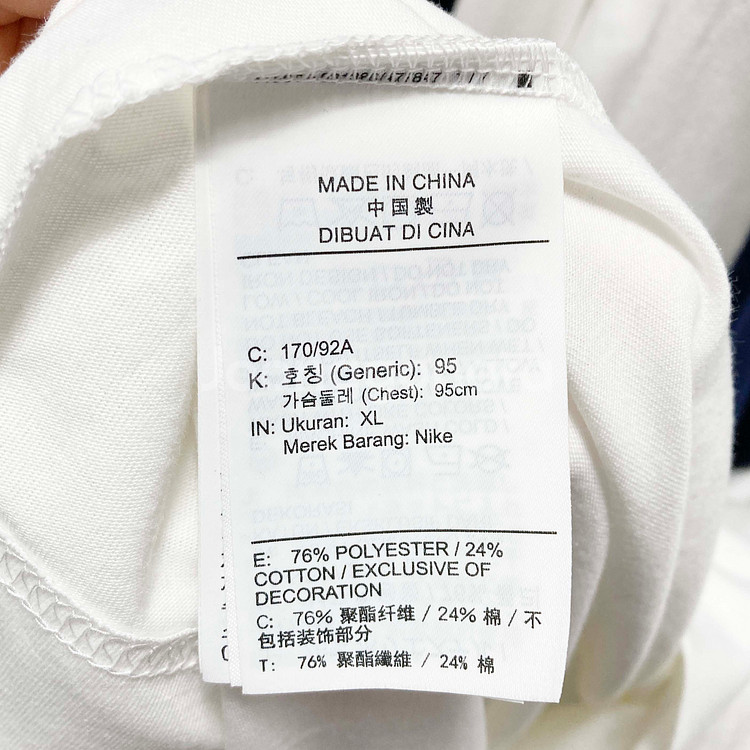 MADE IN CHINA
中国製
DIBUAT DI CINA
C: 170/92A
K: 호칭 (Generic): 95
가슴둘레 (Chest): 95cm
IN: Ukuran: XL
Merek Barang: Nike
E: 76% POLYESTER / 24%
COTTON / EXCLUSIVE OF
DECORATION
C: 76% 聚酯纤维 / 24% 棉 / 不
包括装饰部分
T: 76% 聚酯纖維 / 24% 棉